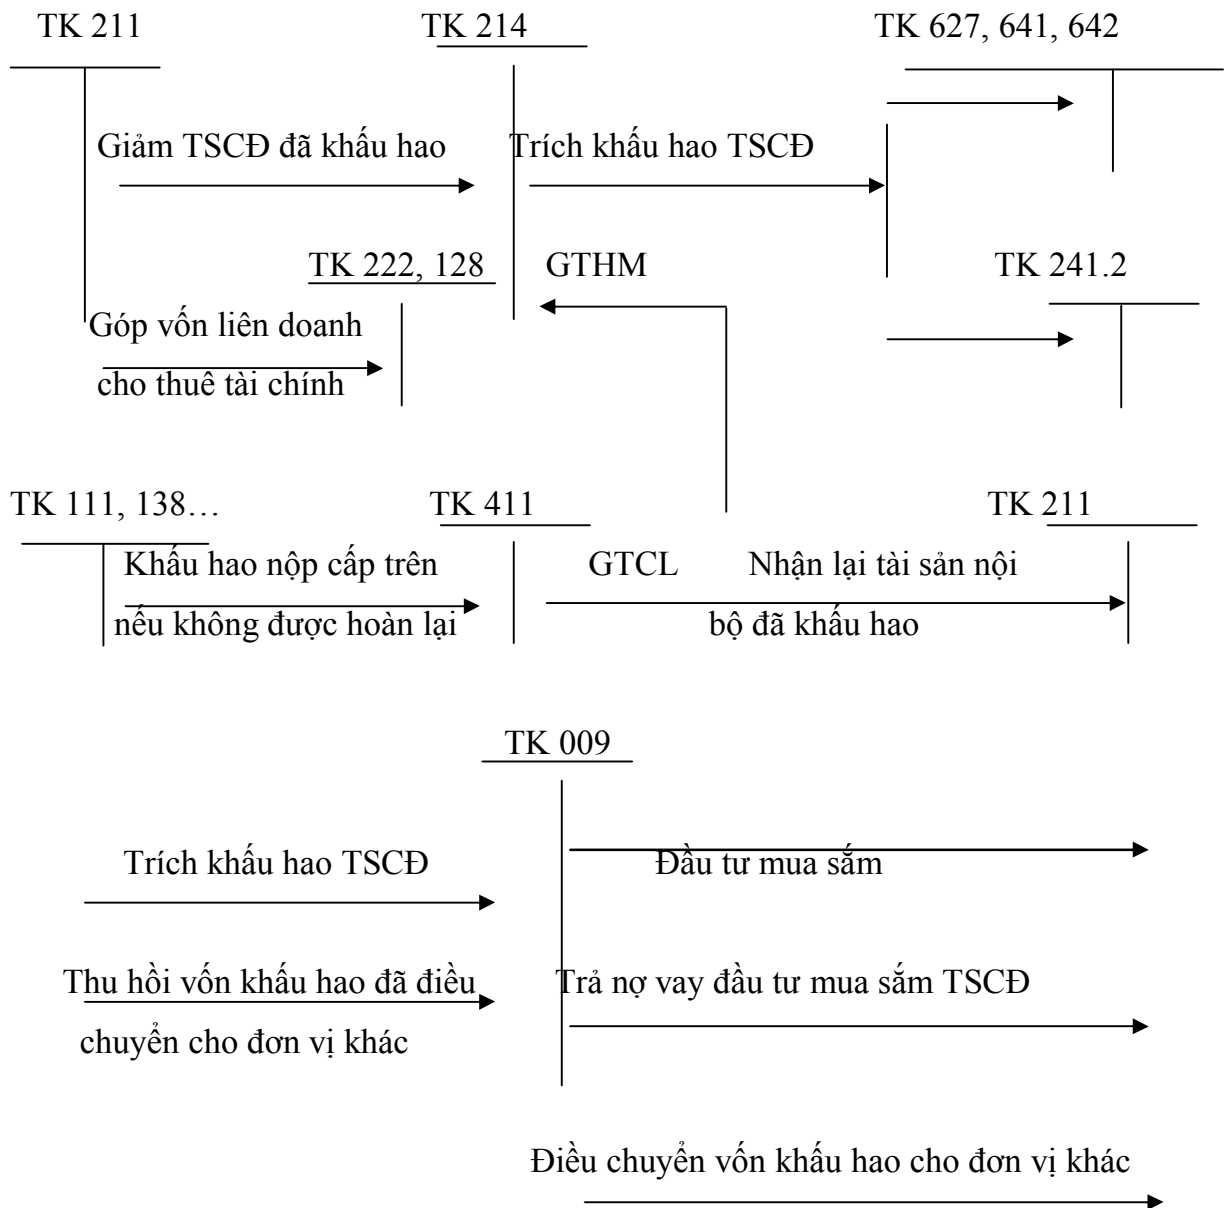 TK 211
TK 214
TK 627, 641, 642
Giảm TSCĐ đã khấu hao
Trích khấu hao TSCĐ
TK 222, 128
GTHM
TK 241.2
Góp vốn liên doanh
cho thuê tài chính
TK 111, 138…
TK 411
TK 211
Khấu hao nộp cấp trên
nếu không được hoàn lại
GTCL
Nhận lại tài sản nội
bộ đã khấu hao
TK 009
Trích khấu hao TSCĐ
Đầu tư mua sắm
Thu hồi vốn khấu hao đã điều
chuyển cho đơn vị khác
Trả nợ vay đầu tư mua sắm TSCĐ
Điều chuyển vốn khấu hao cho đơn vị khác